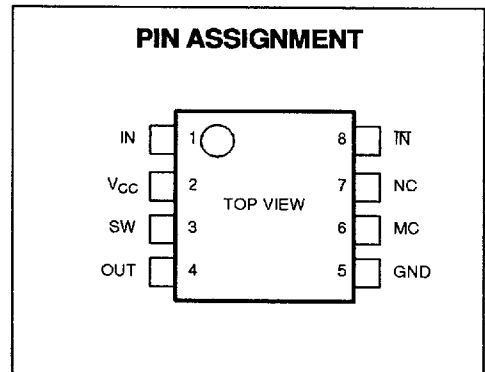 PIN ASSIGNMENT
IN 1 8 I̅N̅
VCC 2 7 NC
TOP VIEW
SW 3 6 MC
OUT 4 5 GND